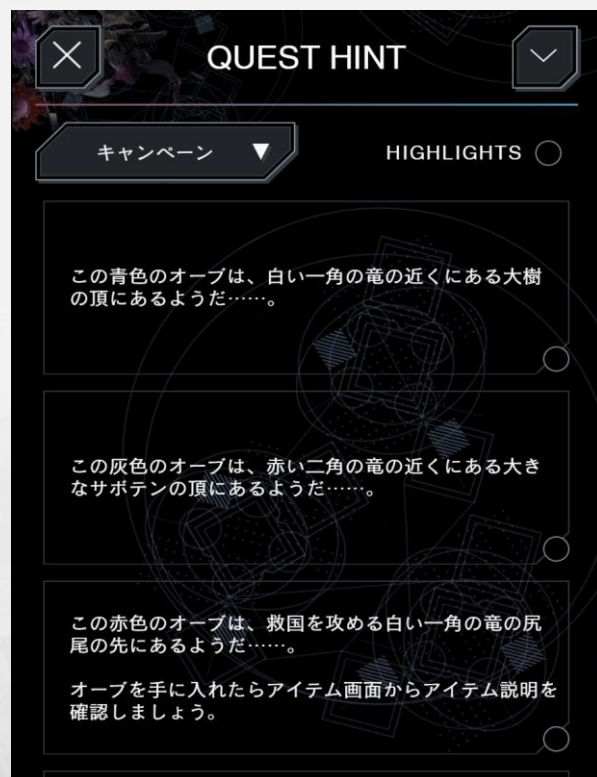 QUEST HINT
キャンペーン ▼
HIGHLIGHTS
この青色のオーブは、白い一角の竜の近くにある大樹
の頂にあるようだ……。
この灰色のオーブは、赤い二角の竜の近くにある大き
なサボテンの頂にあるようだ……。
この赤色のオーブは、救国を攻める白い一角の竜の尻
尾の先にあるようだ……。
オーブを手に入れたらアイテム画面からアイテム説明を
確認しましょう。